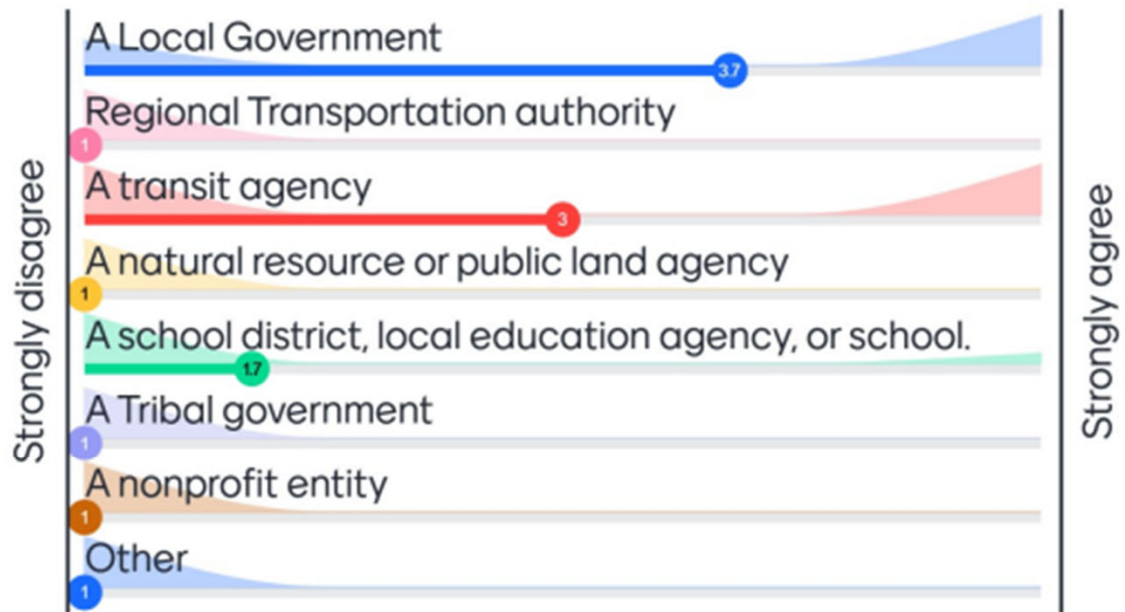 Strongly disagree
A Local Government
3.7
Regional Transportation authority
1
A transit agency
3
A natural resource or public land agency
1
A school district, local education agency, or school.
1.7
A Tribal government
1
A nonprofit entity
1
Other
1
Strongly agree